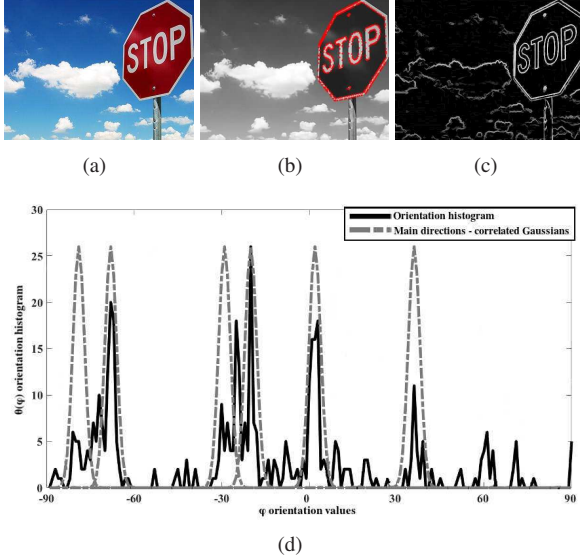 STOP
STOP
STOP
(a)
(b)
(c)
30
25
20
15
10
5
0
θ(φ) orientation histogram
Orientation histogram
Main directions - correlated Gaussians
-90
-60
-30
0
30
60
90
φ orientation values
(d)